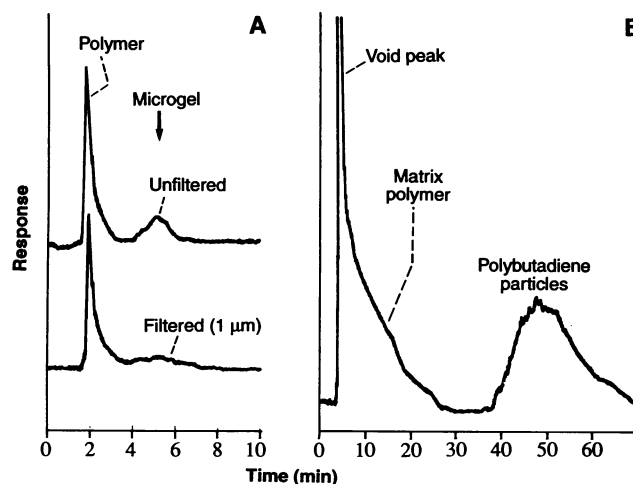 A
Polymer
Microgel
Unfiltered
Filtered (1 µm)
Response
0 2 4 6 8 10
B
Void peak
Matrix
polymer
Polybutadiene
particles
0 10 20 30 40 50 60
Time (min)